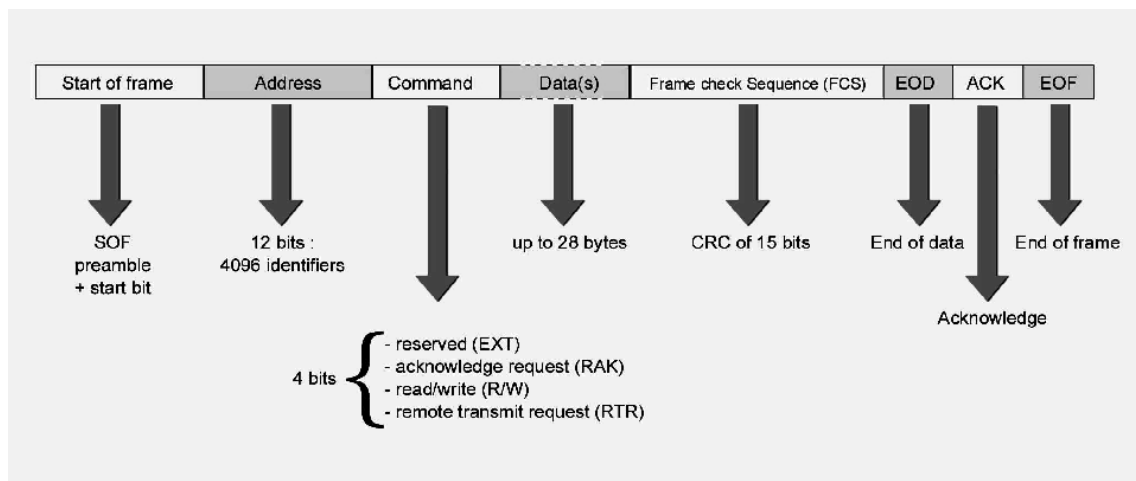 Start of frame Address Command Data(s) Frame check Sequence (FCS) EOD ACK EOF
SOF
preamble
+ start bit
12 bits :
4096 identifiers
up to 28 bytes
CRC of 15 bits
End of data
End of frame
Acknowledge
4 bits
- reserved (EXT)
- acknowledge request (RAK)
- read/write (R/W)
- remote transmit request (RTR)